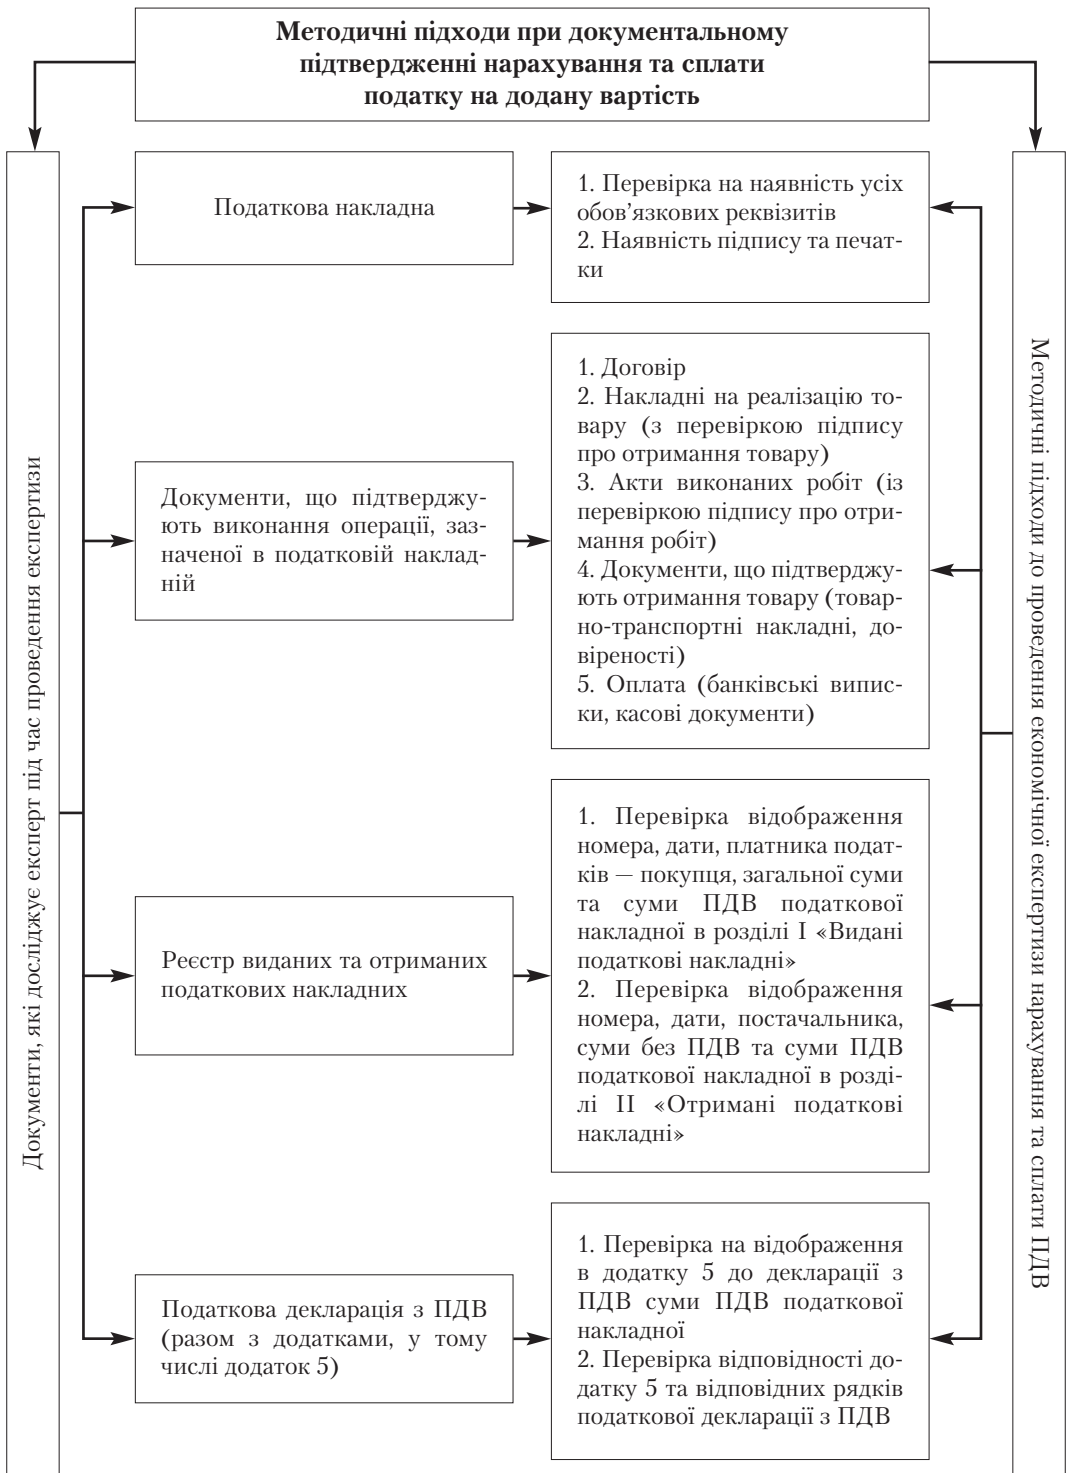 Методичні підходи при документальному
підтвердженні нарахування та сплати
податку на додану вартість
Документи, які досліджує експерт під час проведення експертизи
Податкова накладна
1. Перевірка на наявність усіх
обов’язкових реквізитів
2. Наявність підпису та печат-
ки
Документи, що підтверджу-
ють виконання операції, заз-
наченої в податковій наклад-
ній
1. Договір
2. Накладні на реалізацію то-
вару (з перевіркою підпису
про отримання товару)
3. Акти виконаних робіт (із
перевіркою підпису про отри-
мання робіт)
4. Документи, що підтверджу-
ють отримання товару (товар-
но-транспортні накладні, до-
віреності)
5. Оплата (банківські випис-
ки, касові документи)
Реєстр виданих та отриманих
податкових накладних
1. Перевірка відображення
номера, дати, платника подат-
ків — покупця, загальної суми
та суми ПДВ податкової
накладної в розділі I «Видані
податкові накладні»
2. Перевірка відображення
номера, дати, постачальника,
суми без ПДВ та суми ПДВ
податкової накладної в розді-
лі II «Отримані податкові
накладні»
Податкова декларація з ПДВ
(разом з додатками, у тому
числі додаток 5)
1. Перевірка на відображення
в додатку 5 до декларації з
ПДВ суми ПДВ податкової
накладної
2. Перевірка відповідності до-
датку 5 та відповідних рядків
податкової декларації з ПДВ
Методичні підходи до проведення економічної експертизи нарахування та сплати ПДВ